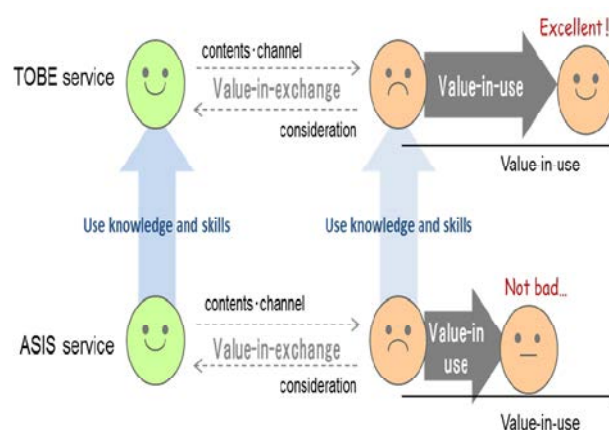 Excellent!
TOBE service
contents·channel
Value-in-exchange
consideration
Value-in-use
Value in use
Use knowledge and skills
Use knowledge and skills
Not bad...
ASIS service
contents·channel
Value-in-exchange
consideration
Value-in
use
Value-in-use